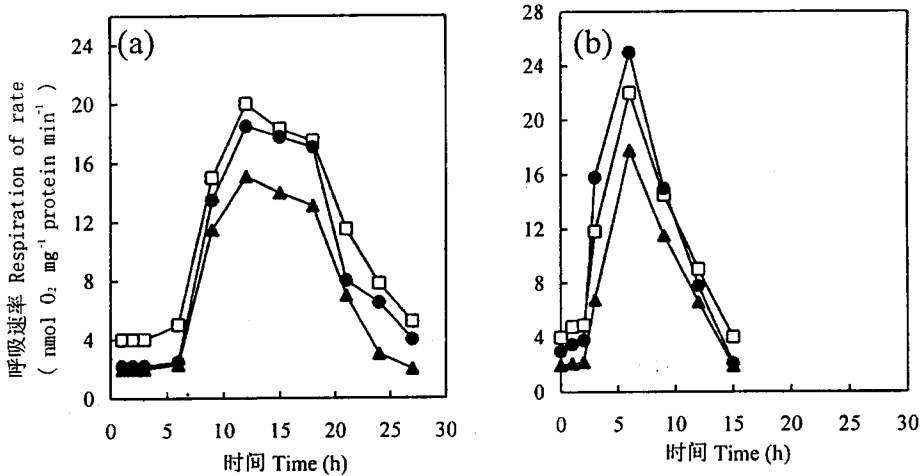 呼吸速率 Respiration of rate
( nmol O₂ mg⁻¹ protein min⁻¹ )
(a)
24
20
16
12
8
4
0
0 5 10 15 20 25 30
时间 Time (h)
(b)
28
24
20
16
12
8
4
0
0 5 10 15 20 25 30
时间 Time (h)